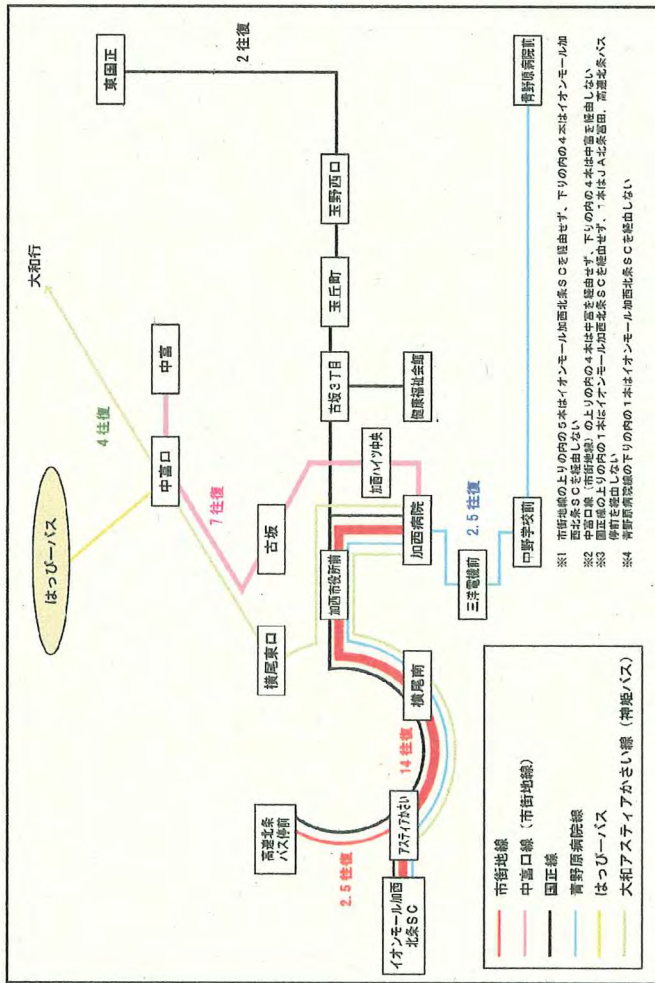 はっぴーバス
大和行
4往復
東国正
2往復
中富口
中富
7往復
横尾東口
古坂
加西ハイツ中央
古坂3丁目
玉丘町
玉野西口
健康福祉会館
高速北条
バス停前
2.5往復
アスティアかさい
14往復
横尾南
加西市役所前
加西病院
イオンモール加西
北条SC
2.5往復
三洋電機前
中野学校前
青野原病院前
市街地線
中富口線(市街地線)
国正線
青野原病院線
はっぴーバス
大和アスティアかさい線(神姫バス)
※1 市街地線の上りの内の5本はイオンモール加西北条SCを経由せず、下りの内の4本はイオンモール加
西北条SCを経由しない
※2 中富口線(市街地線)の上りの内の4本は中富を経由せず、下りの内の4本は中富を経由しない
※3 国正線の上りの内の1本はイオンモール加西北条SCを経由せず、1本はJA北条富田、高速北条バス
停前を経由しない
※4 青野原病院線の下りの内の1本はイオンモール加西北条SCを経由しない